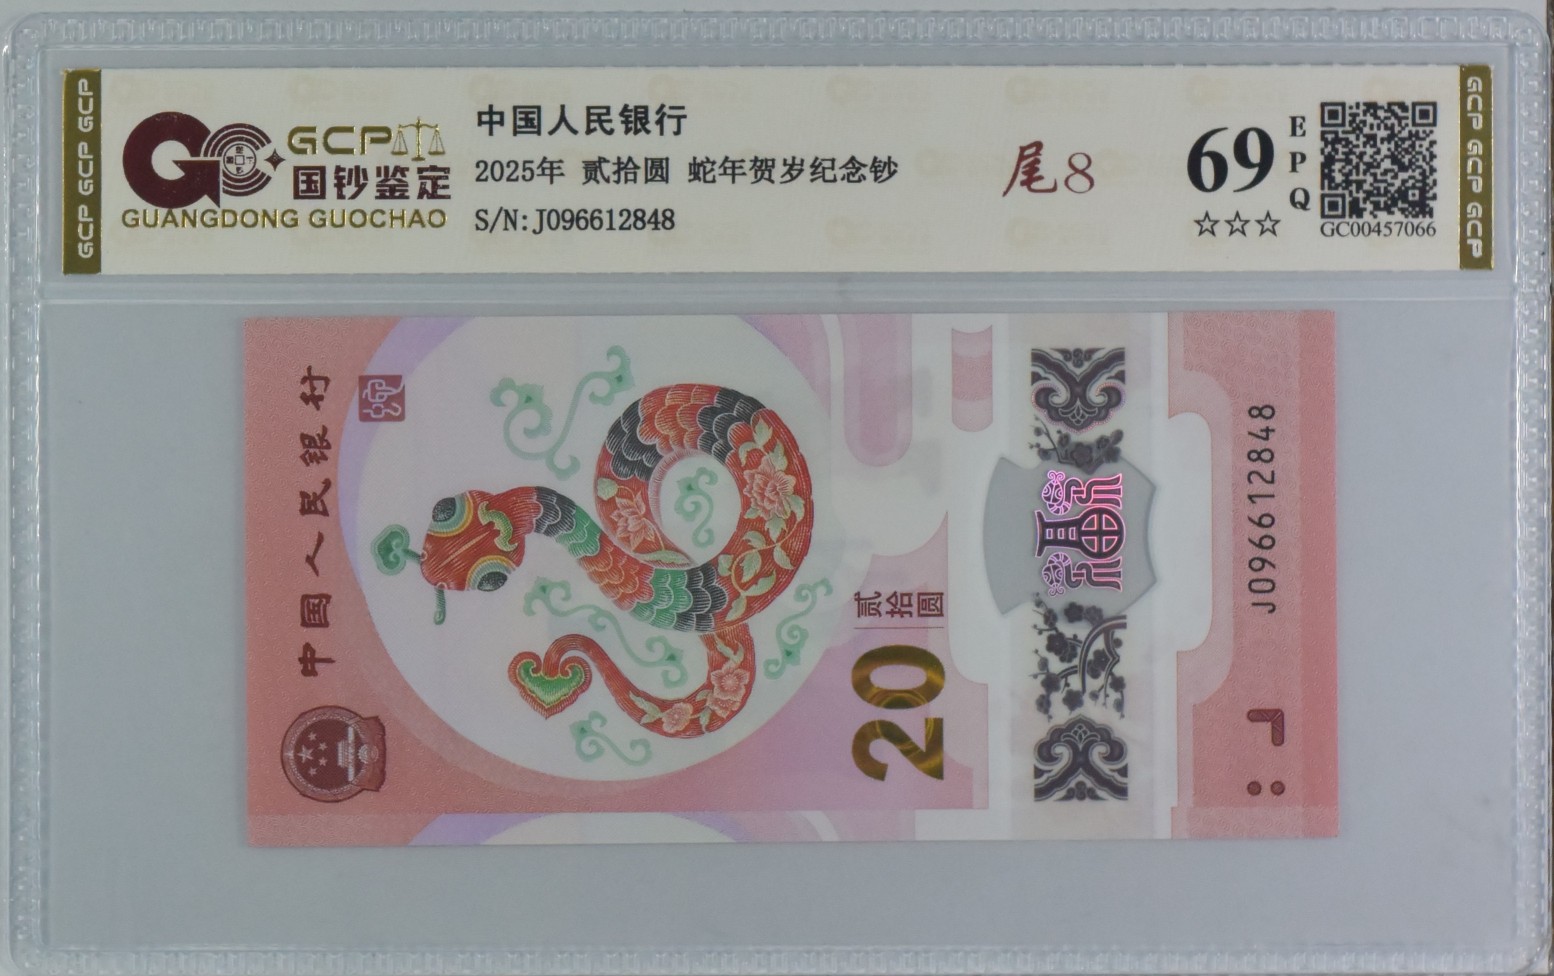 GCP GCP GCP
GCP
国钞鉴定
GUANGDONG GUOCHAO
中国人民银行
2025年 贰拾圆 蛇年贺岁纪念钞
S/N:J096612848
尾8
69
EPQ
☆☆☆
GC00457066
GCP GCP GCP
中国人民银行
20
贰拾圆
J096612848